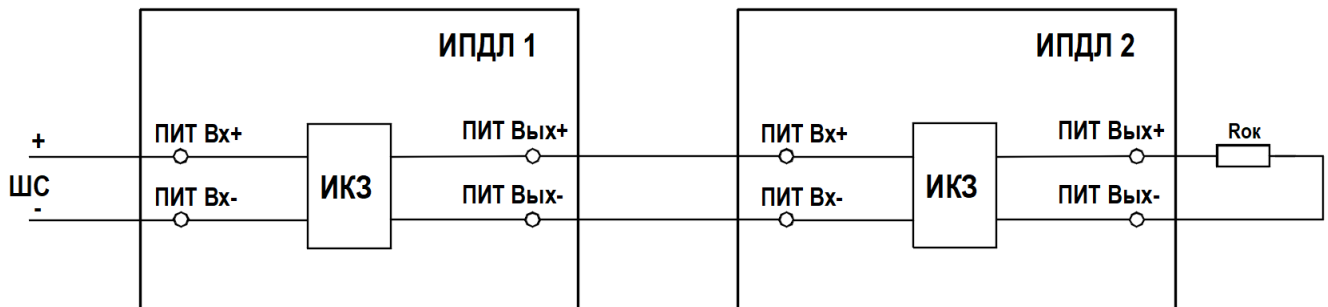 ИПДЛ 1
ИПДЛ 2
+
ШС
-
ПИТ Вх+
ПИТ Вх-
ИКЗ
ПИТ Вых+
ПИТ Вых-
ПИТ Вх+
ПИТ Вх-
ИКЗ
ПИТ Вых+
ПИТ Вых-
Rок